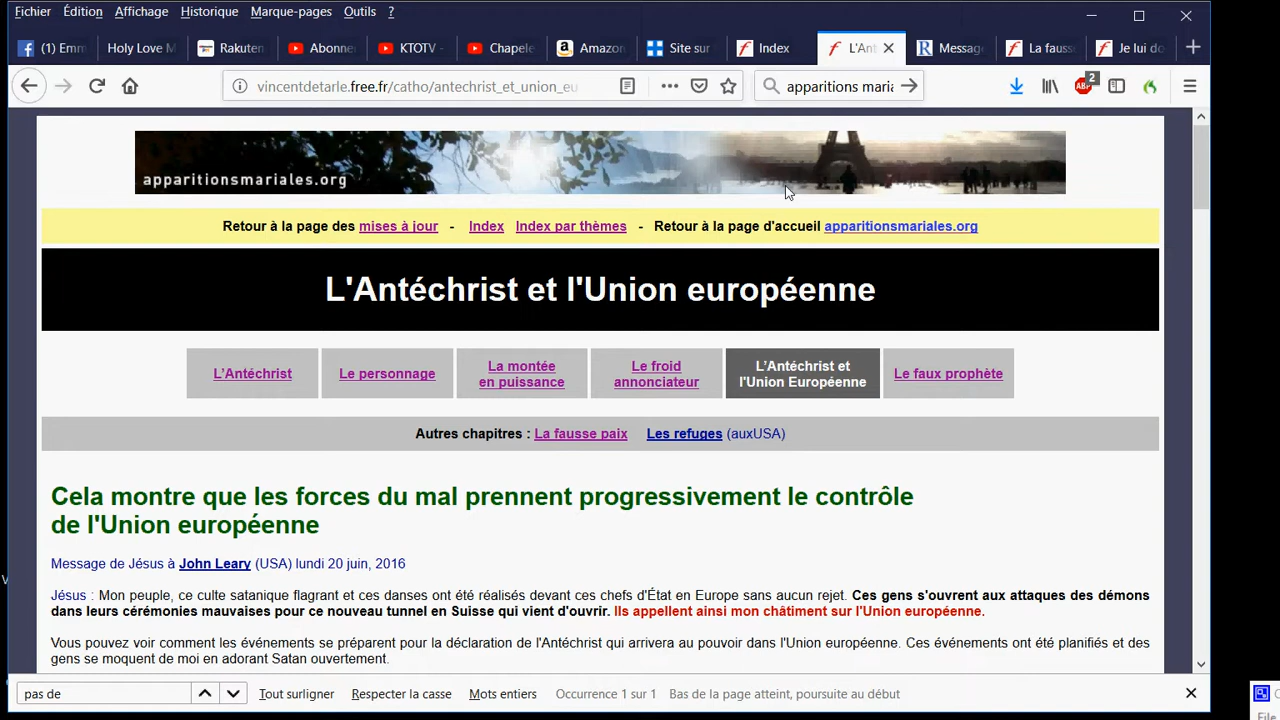 Fichier Édition Affichage Historique Marque-pages Outils ?
(1) Emm Holy Love M Rakuten Abonne KTOTV - Chapele Amazon Site sur Index L'Ant Messag La fauss Je lui do
vincentdetarle.free.fr/catho/antechrist_et_union_eu apparitions maria ABP 2
apparitionsmariales.org
Retour à la page des mises à jour - Index Index par thèmes - Retour à la page d'accueil apparitionsmariales.org
L'Antéchrist et l'Union européenne
L'Antéchrist Le personnage La montée en puissance Le froid annonciateur L'Antéchrist et l'Union Européenne Le faux prophète
Autres chapitres : La fausse paix Les refuges (auxUSA)
Cela montre que les forces du mal prennent progressivement le contrôle
de l'Union européenne
Message de Jésus à John Leary (USA) lundi 20 juin, 2016
Jésus : Mon peuple, ce culte satanique flagrant et ces danses ont été réalisés devant ces chefs d'État en Europe sans aucun rejet. Ces gens s'ouvrent aux attaques des démons
dans leurs cérémonies mauvaises pour ce nouveau tunnel en Suisse qui vient d'ouvrir. Ils appellent ainsi mon châtiment sur l'Union européenne.
Vous pouvez voir comment les événements se préparent pour la déclaration de l'Antéchrist qui arrivera au pouvoir dans l'Union européenne. Ces événements ont été planifiés et des
gens se moquent de moi en adorant Satan ouvertement.
pas de Tout surligner Respecter la casse Mots entiers Occurrence 1 sur 1 Bas de la page atteint, poursuite au début
File